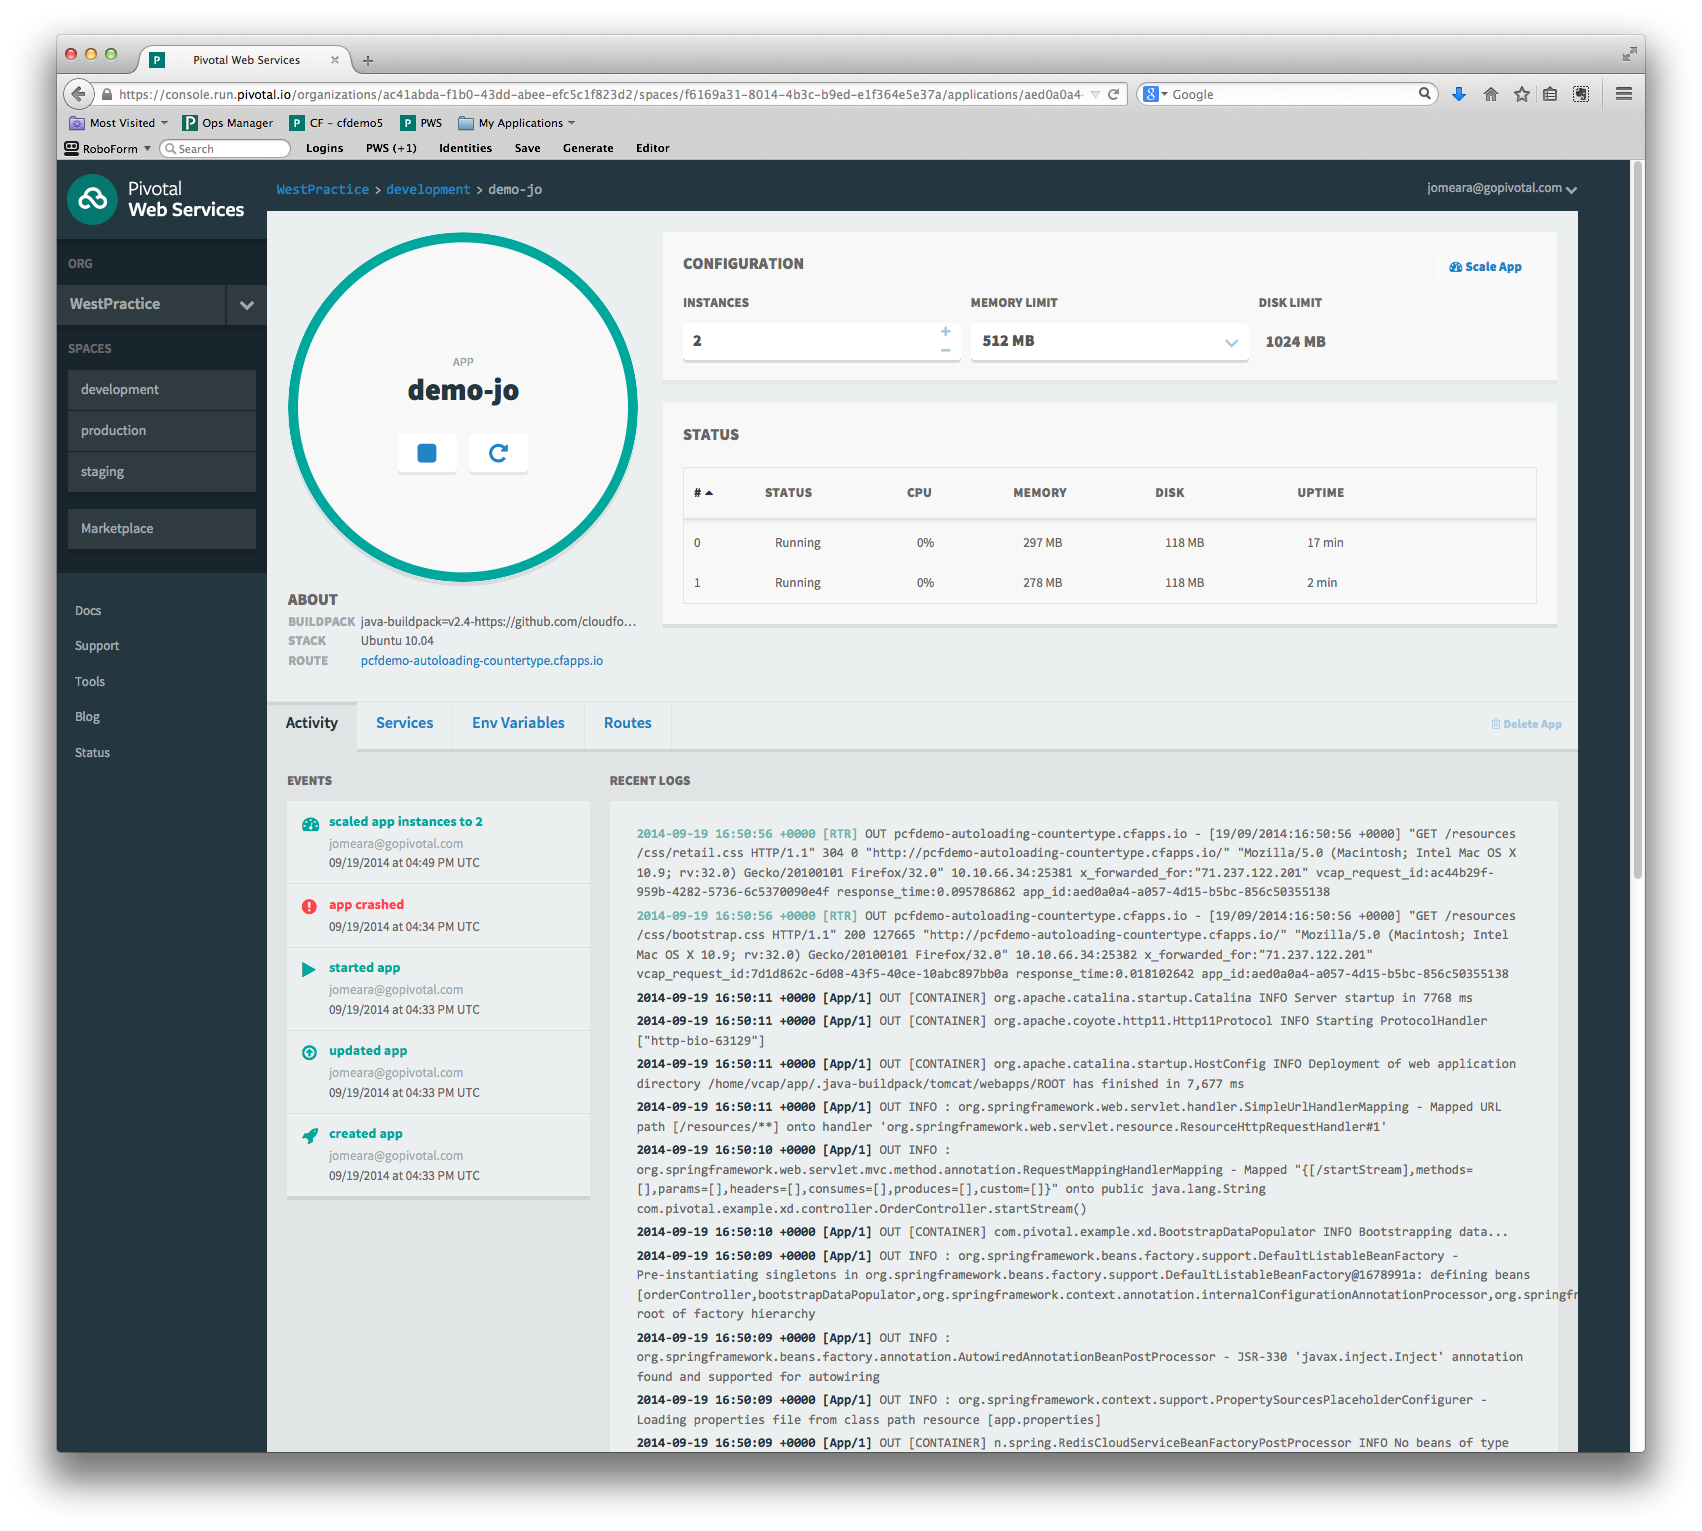 Pivotal Web Services
https://console.run.pivotal.io/organizations/ac41abda-f1b0-43dd-abee-efc5c1f823d2/spaces/f6169a31-8014-4b3c-b9ed-e1f364e5e37a/applications/aed0a0a4-
Google
Most Visited
Ops Manager
CF - cfdemo5
PWS
My Applications
RoboForm
Search
Logins
PWS (+1)
Identities
Save
Generate
Editor
Pivotal
Web Services
WestPractice > development > demo-jo
jomeara@gopivotal.com
ORG
WestPractice
SPACES
development
production
staging
Marketplace
Docs
Support
Tools
Blog
Status
APP
demo-jo
ABOUT
BUILDPACK java-buildpack=v2.4-https://github.com/cloudfo...
STACK Ubuntu 10.04
ROUTE pcfdemo-autoloading-countertype.cfapps.io
CONFIGURATION
Scale App
INSTANCES MEMORY LIMIT DISK LIMIT
2 + − 512 MB 1024 MB
STATUS
# STATUS CPU MEMORY DISK UPTIME
0 Running 0% 297 MB 118 MB 17 min
1 Running 0% 278 MB 118 MB 2 min
Activity
Services
Env Variables
Routes
Delete App
EVENTS
scaled app instances to 2
jomeara@gopivotal.com
09/19/2014 at 04:49 PM UTC
app crashed
09/19/2014 at 04:34 PM UTC
started app
jomeara@gopivotal.com
09/19/2014 at 04:33 PM UTC
updated app
jomeara@gopivotal.com
09/19/2014 at 04:33 PM UTC
created app
jomeara@gopivotal.com
09/19/2014 at 04:33 PM UTC
RECENT LOGS
2014-09-19 16:50:56 +0000 [RTR] OUT pcfdemo-autoloading-countertype.cfapps.io - [19/09/2014:16:50:56 +0000] "GET /resources
/css/retail.css HTTP/1.1" 304 0 "http://pcfdemo-autoloading-countertype.cfapps.io/" "Mozilla/5.0 (Macintosh; Intel Mac OS X
10.9; rv:32.0) Gecko/20100101 Firefox/32.0" 10.10.66.34:25381 x_forwarded_for:"71.237.122.201" vcap_request_id:ac44b29f-
959b-4282-5736-6c5370090e4f response_time:0.095786862 app_id:aed0a0a4-a057-4d15-b5bc-856c50355138
2014-09-19 16:50:56 +0000 [RTR] OUT pcfdemo-autoloading-countertype.cfapps.io - [19/09/2014:16:50:56 +0000] "GET /resources
/css/bootstrap.css HTTP/1.1" 200 127665 "http://pcfdemo-autoloading-countertype.cfapps.io/" "Mozilla/5.0 (Macintosh; Intel
Mac OS X 10.9; rv:32.0) Gecko/20100101 Firefox/32.0" 10.10.66.34:25382 x_forwarded_for:"71.237.122.201"
vcap_request_id:7d1d862c-6d08-43f5-40ce-10abc897bb0a response_time:0.018102642 app_id:aed0a0a4-a057-4d15-b5bc-856c50355138
2014-09-19 16:50:11 +0000 [App/1] OUT [CONTAINER] org.apache.catalina.startup.Catalina INFO Server startup in 7768 ms
2014-09-19 16:50:11 +0000 [App/1] OUT [CONTAINER] org.apache.coyote.http11.Http11Protocol INFO Starting ProtocolHandler
["http-bio-63129"]
2014-09-19 16:50:11 +0000 [App/1] OUT [CONTAINER] org.apache.catalina.startup.HostConfig INFO Deployment of web application
directory /home/vcap/app/.java-buildpack/tomcat/webapps/ROOT has finished in 7,677 ms
2014-09-19 16:50:11 +0000 [App/1] OUT INFO : org.springframework.web.servlet.handler.SimpleUrlHandlerMapping - Mapped URL
path [/resources/**] onto handler 'org.springframework.web.servlet.resource.ResourceHttpRequestHandler#1'
2014-09-19 16:50:10 +0000 [App/1] OUT INFO :
org.springframework.web.servlet.mvc.method.annotation.RequestMappingHandlerMapping - Mapped "{[/startStream],methods=
[],params=[],headers=[],consumes=[],produces=[],custom=[]}" onto public java.lang.String
com.pivotal.example.xd.controller.OrderController.startStream()
2014-09-19 16:50:10 +0000 [App/1] OUT [CONTAINER] com.pivotal.example.xd.BootstrapDataPopulator INFO Bootstrapping data...
2014-09-19 16:50:09 +0000 [App/1] OUT INFO : org.springframework.beans.factory.support.DefaultListableBeanFactory -
Pre-instantiating singletons in org.springframework.beans.factory.support.DefaultListableBeanFactory@1678991a: defining beans
[orderController,bootstrapDataPopulator,org.springframework.context.annotation.internalConfigurationAnnotationProcessor,org.springfr
root of factory hierarchy
2014-09-19 16:50:09 +0000 [App/1] OUT INFO :
org.springframework.beans.factory.annotation.AutowiredAnnotationBeanPostProcessor - JSR-330 'javax.inject.Inject' annotation
found and supported for autowiring
2014-09-19 16:50:09 +0000 [App/1] OUT INFO : org.springframework.context.support.PropertySourcesPlaceholderConfigurer -
Loading properties file from class path resource [app.properties]
2014-09-19 16:50:09 +0000 [App/1] OUT [CONTAINER] n.spring.RedisCloudServiceBeanFactoryPostProcessor INFO No beans of type